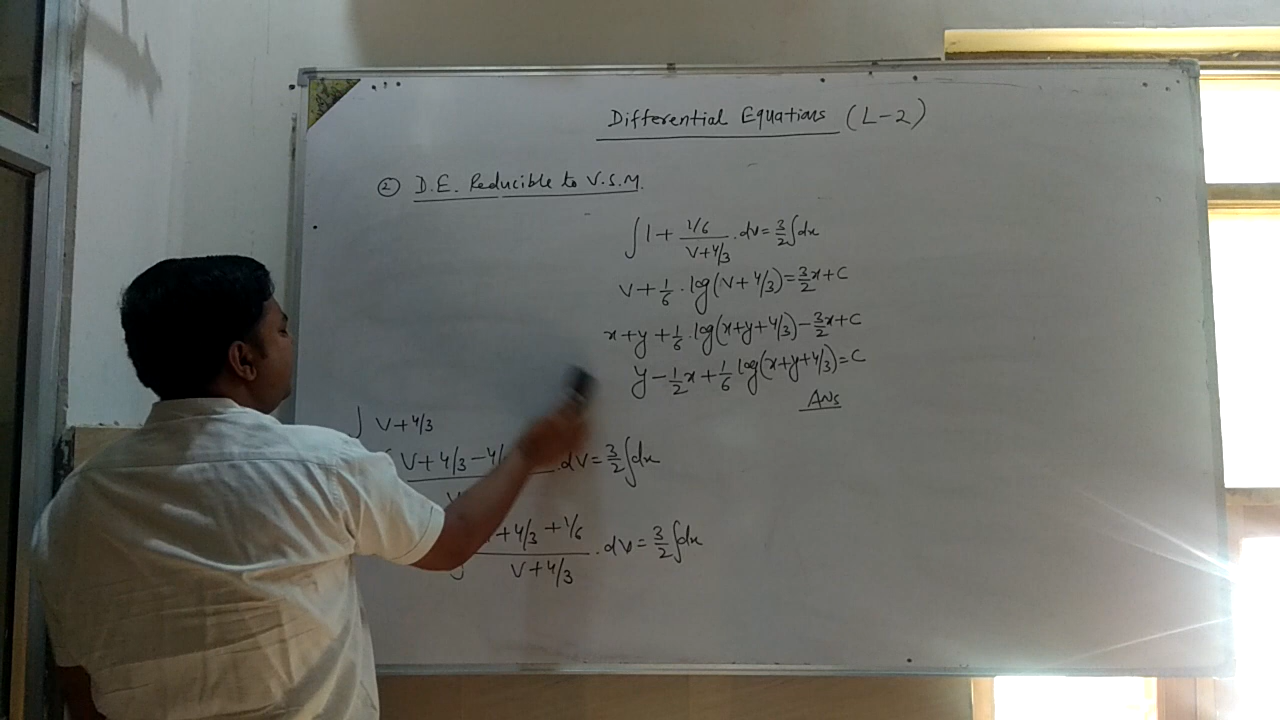 Differential Equations (L-2)
② D.E. Reducible to V.S.M.
∫ 1 + (1/6)/(v+4/3) . dv = 3/2 ∫dx
v + 1/6 . log(v + 4/3) = 3/2 x + C
x + y + 1/6 . log(x+y+4/3) - 3/2 x + C
y - 1/2 x + 1/6 log(x+y+4/3) = C
Ans
∫ v + 4/3
v + 4/3 - 4/ . dv = 3/2 ∫dx
+ 4/3 + 1/6 / v + 4/3 . dv = 3/2 ∫dx